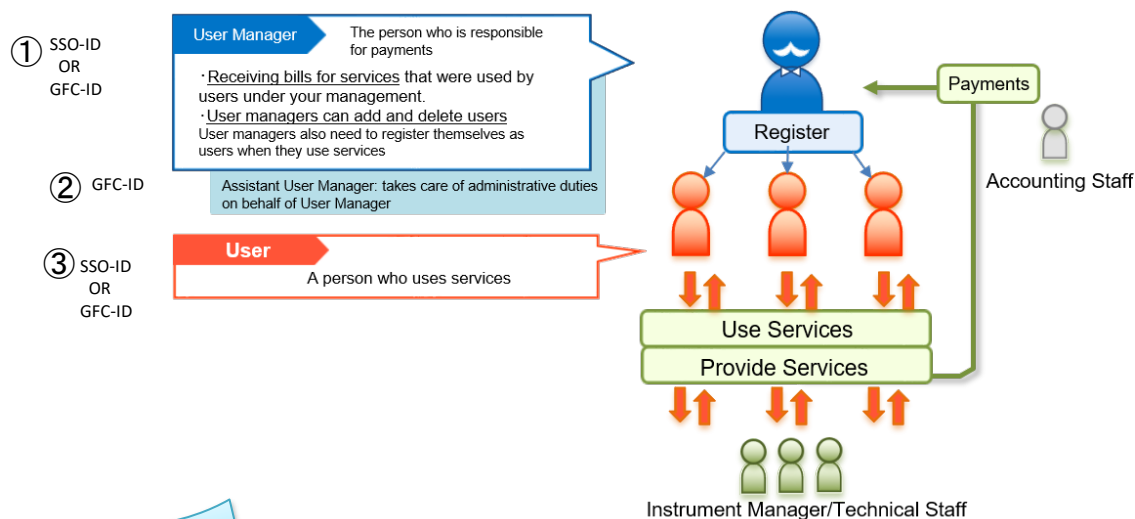 ① SSO-ID
OR
GFC-ID
User Manager
The person who is responsible
for payments
・Receiving bills for services that were used by
users under your management.
・User managers can add and delete users
User managers also need to register themselves as
users when they use services
② GFC-ID
Assistant User Manager: takes care of administrative duties
on behalf of User Manager
③ SSO-ID
OR
GFC-ID
User
A person who uses services
Register
Payments
Accounting Staff
Use Services
Provide Services
Instrument Manager/Technical Staff